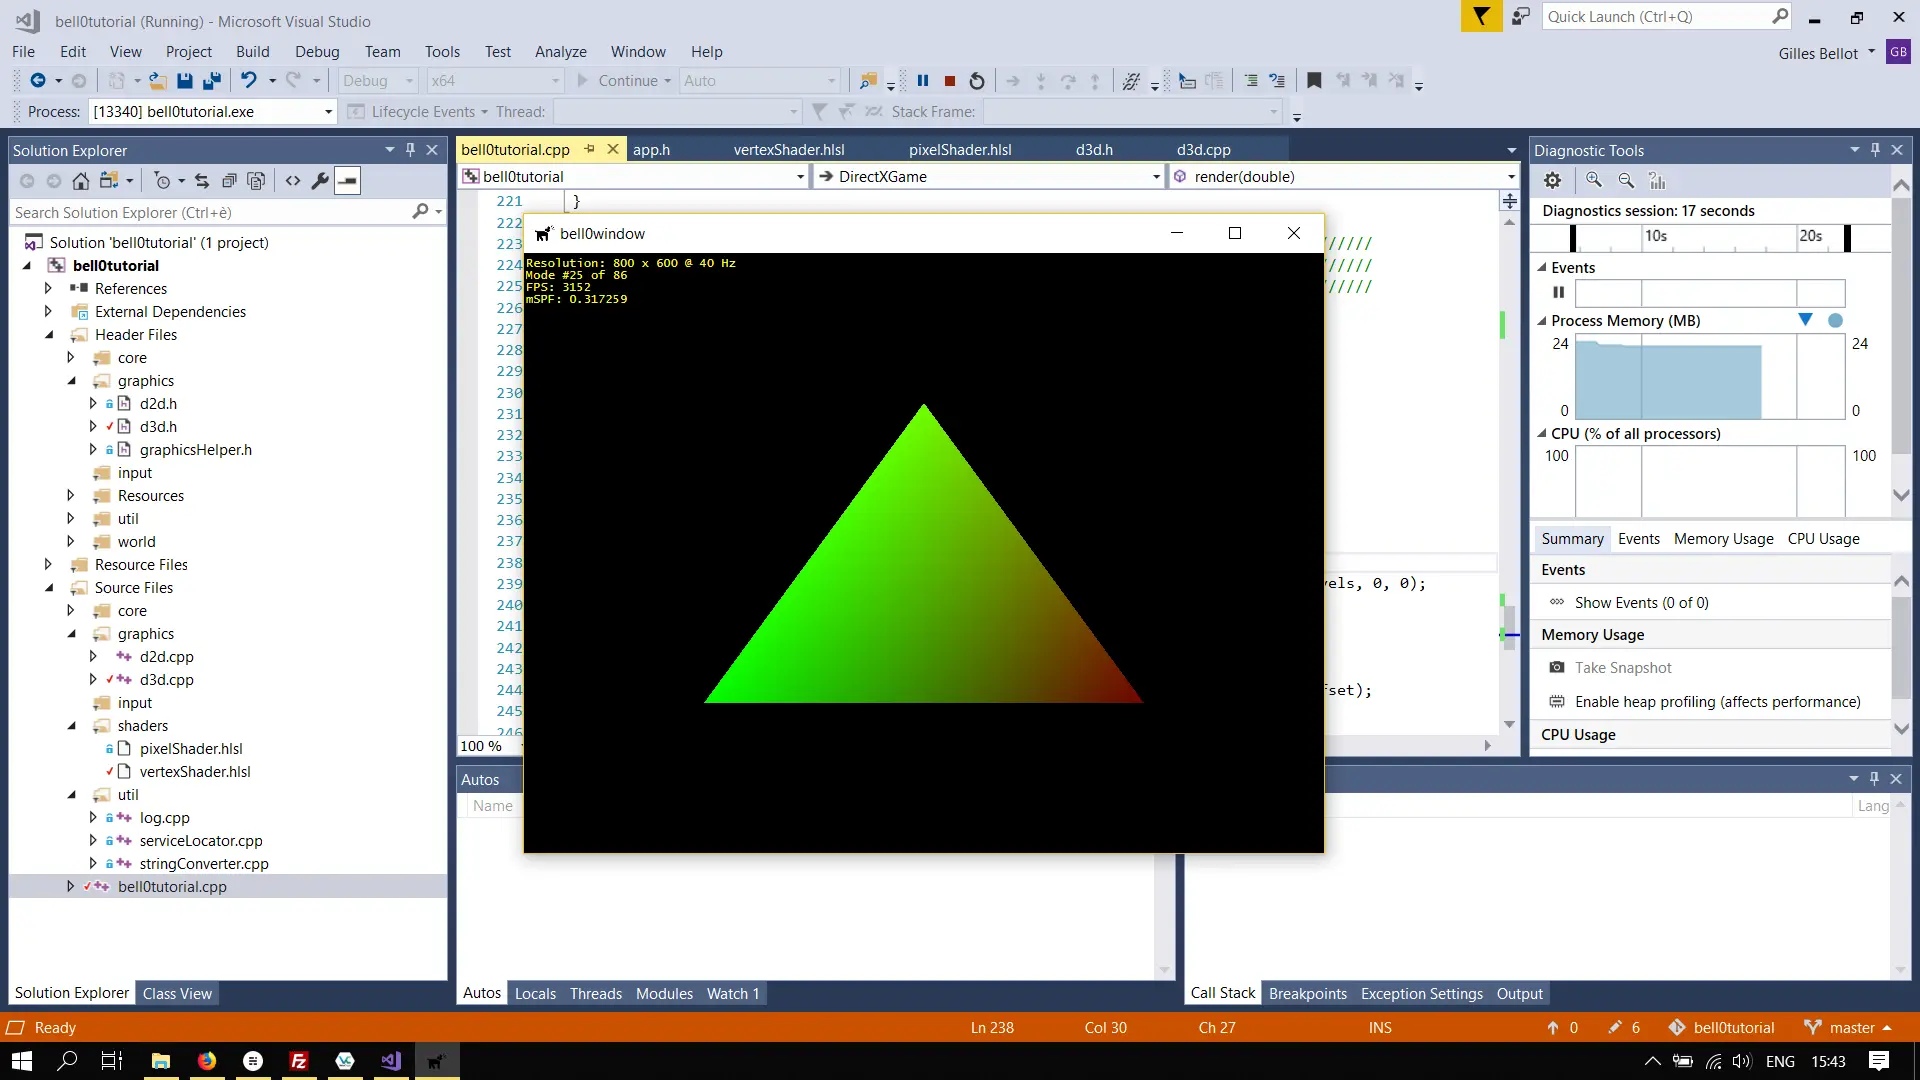 bell0tutorial (Running) - Microsoft Visual Studio
Quick Launch (Ctrl+Q)
File Edit View Project Build Debug Team Tools Test Analyze Window Help
Gilles Bellot GB
Debug x64 Continue Auto
Process: [13340] bell0tutorial.exe Lifecycle Events Thread: Stack Frame:
Solution Explorer
Search Solution Explorer (Ctrl+è)
Solution 'bell0tutorial' (1 project)
bell0tutorial
References
External Dependencies
Header Files
core
graphics
d2d.h
d3d.h
graphicsHelper.h
input
Resources
util
world
Resource Files
Source Files
core
graphics
d2d.cpp
d3d.cpp
input
shaders
pixelShader.hlsl
vertexShader.hlsl
util
log.cpp
serviceLocator.cpp
stringConverter.cpp
bell0tutorial.cpp
Solution Explorer Class View
bell0tutorial.cpp app.h vertexShader.hlsl pixelShader.hlsl d3d.h d3d.cpp
bell0tutorial DirectXGame render(double)
221 }
222
223 /////
224 /////
225 /////
226
227
228
229
230
231
232
233
234
235
236
237
238
239 vels, 0, 0);
240
241
242
243
244 fset);
245
246
100 %
bell0window
Resolution: 800 x 600 @ 40 Hz
Mode #25 of 86
FPS: 3152
mSPF: 0.317259
Autos
Name
Lang
Autos Locals Threads Modules Watch 1
Call Stack Breakpoints Exception Settings Output
Diagnostic Tools
Diagnostics session: 17 seconds
10s 20s
Events
Process Memory (MB)
24 24
0 0
CPU (% of all processors)
100 100
Summary Events Memory Usage CPU Usage
Events
Show Events (0 of 0)
Memory Usage
Take Snapshot
Enable heap profiling (affects performance)
CPU Usage
Ready Ln 238 Col 30 Ch 27 INS 0 6 bell0tutorial master
ENG 15:43